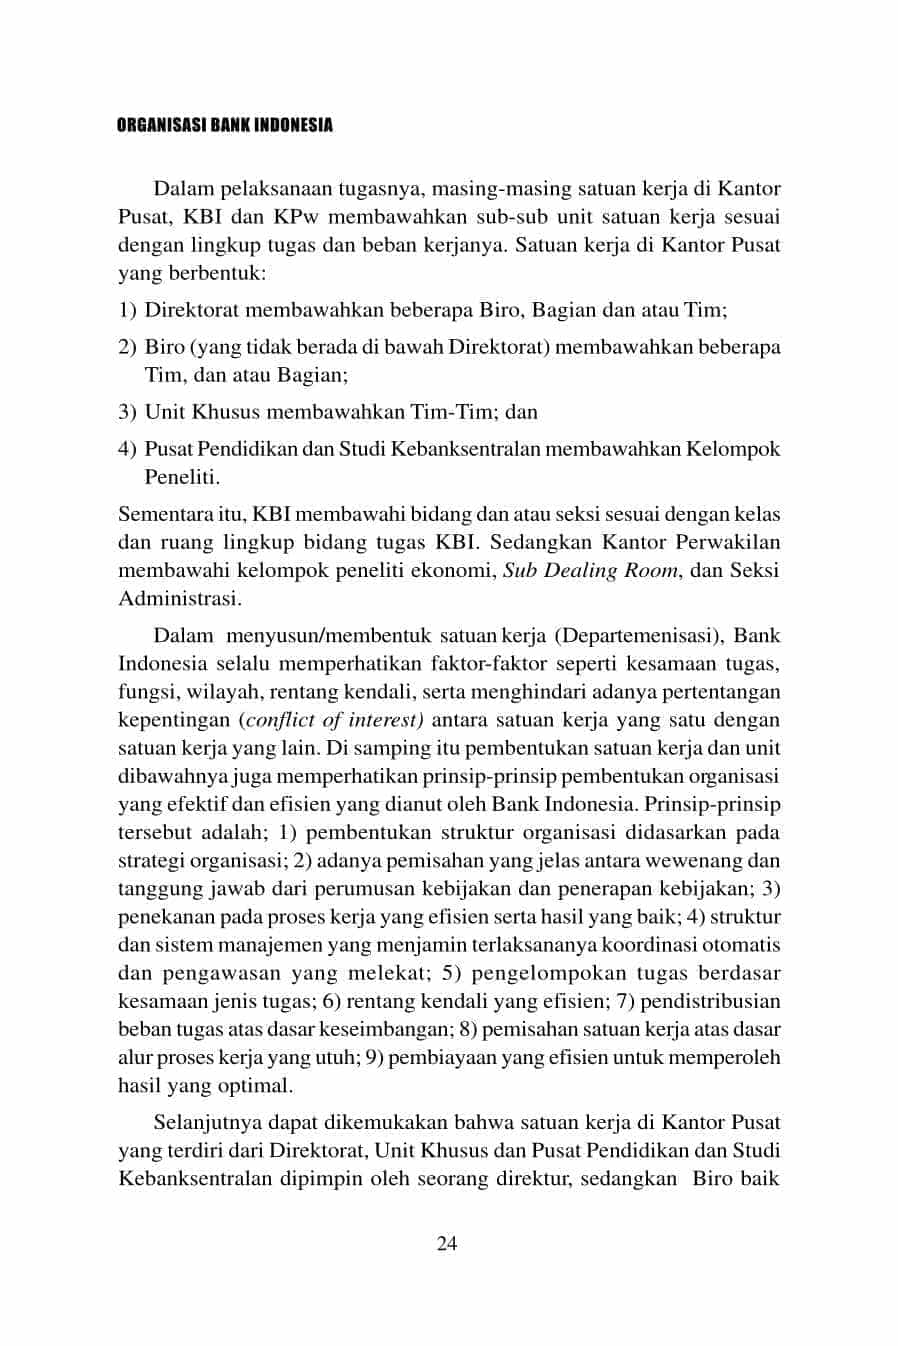 ORGANISASI BANK INDONESIA
Dalam pelaksanaan tugasnya, masing-masing satuan kerja di Kantor
Pusat, KBI dan KPw membawahkan sub-sub unit satuan kerja sesuai
dengan lingkup tugas dan beban kerjanya. Satuan kerja di Kantor Pusat
yang berbentuk:
1) Direktorat membawahkan beberapa Biro, Bagian dan atau Tim;
2) Biro (yang tidak berada di bawah Direktorat) membawahkan beberapa
Tim, dan atau Bagian;
3) Unit Khusus membawahkan Tim-Tim; dan
4) Pusat Pendidikan dan Studi Kebanksentralan membawahkan Kelompok
Peneliti.
Sementara itu, KBI membawahi bidang dan atau seksi sesuai dengan kelas
dan ruang lingkup bidang tugas KBI. Sedangkan Kantor Perwakilan
membawahi kelompok peneliti ekonomi, Sub Dealing Room, dan Seksi
Administrasi.
Dalam menyusun/membentuk satuan kerja (Departemenisasi), Bank
Indonesia selalu memperhatikan faktor-faktor seperti kesamaan tugas,
fungsi, wilayah, rentang kendali, serta menghindari adanya pertentangan
kepentingan (conflict of interest) antara satuan kerja yang satu dengan
satuan kerja yang lain. Di samping itu pembentukan satuan kerja dan unit
dibawahnya juga memperhatikan prinsip-prinsip pembentukan organisasi
yang efektif dan efisien yang dianut oleh Bank Indonesia. Prinsip-prinsip
tersebut adalah; 1) pembentukan struktur organisasi didasarkan pada
strategi organisasi; 2) adanya pemisahan yang jelas antara wewenang dan
tanggung jawab dari perumusan kebijakan dan penerapan kebijakan; 3)
penekanan pada proses kerja yang efisien serta hasil yang baik; 4) struktur
dan sistem manajemen yang menjamin terlaksananya koordinasi otomatis
dan pengawasan yang melekat; 5) pengelompokan tugas berdasar
kesamaan jenis tugas; 6) rentang kendali yang efisien; 7) pendistribusian
beban tugas atas dasar keseimbangan; 8) pemisahan satuan kerja atas dasar
alur proses kerja yang utuh; 9) pembiayaan yang efisien untuk memperoleh
hasil yang optimal.
Selanjutnya dapat dikemukakan bahwa satuan kerja di Kantor Pusat
yang terdiri dari Direktorat, Unit Khusus dan Pusat Pendidikan dan Studi
Kebanksentralan dipimpin oleh seorang direktur, sedangkan Biro baik
24